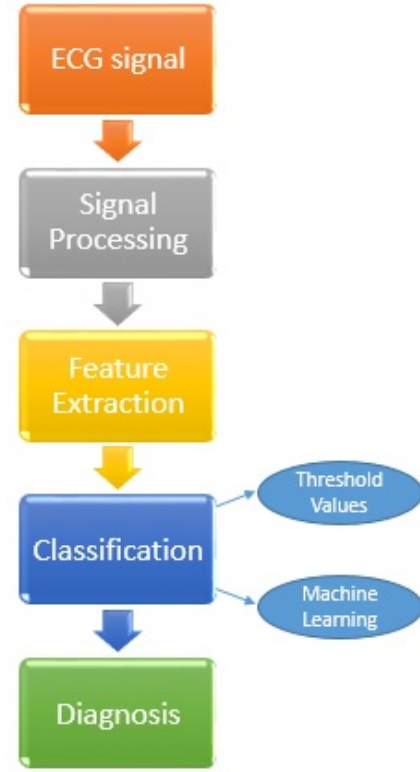 ECG signal
Signal
Processing
Feature
Extraction
Threshold
Values
Classification
Machine
Learning
Diagnosis